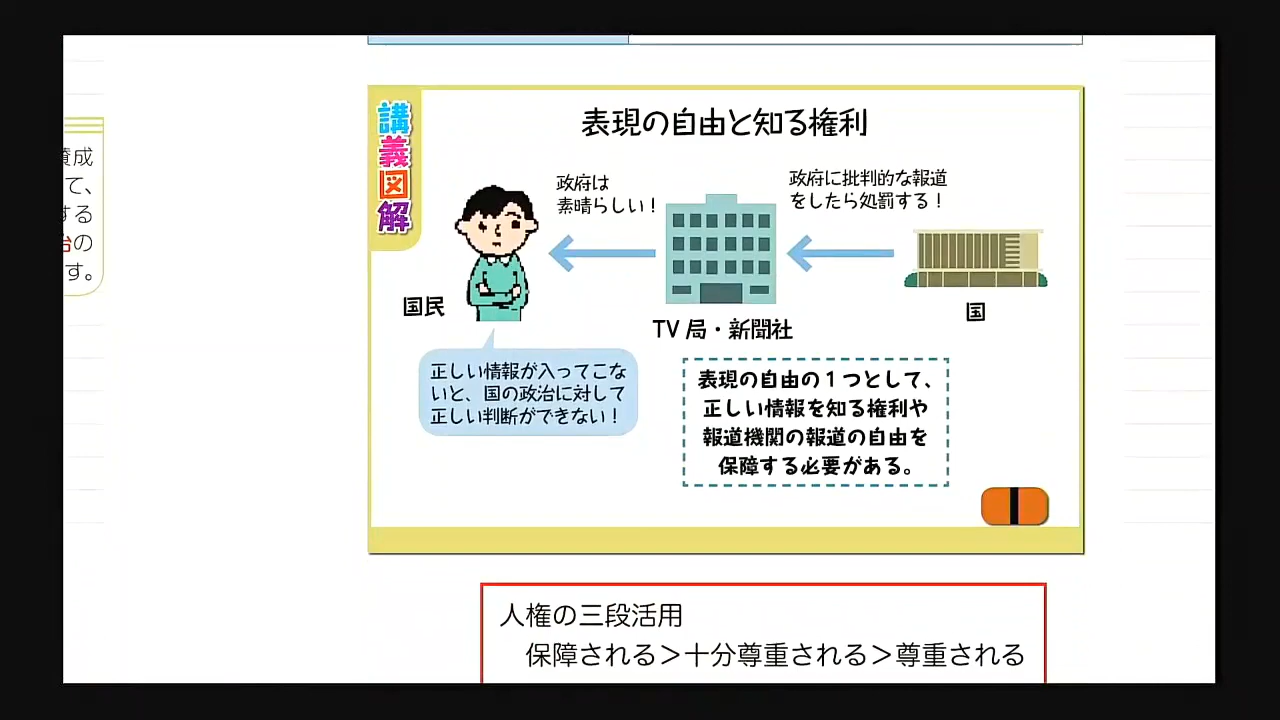 成
て、
する
の
す。
講義図解
表現の自由と知る権利
政府は
素晴らしい！
政府に批判的な報道
をしたら処罰する！
国民
TV局・新聞社
国
正しい情報が入ってこな
いと、国の政治に対して
正しい判断ができない！
表現の自由の１つとして、
正しい情報を知る権利や
報道機関の報道の自由を
保障する必要がある。
人権の三段活用
保障される＞十分尊重される＞尊重される